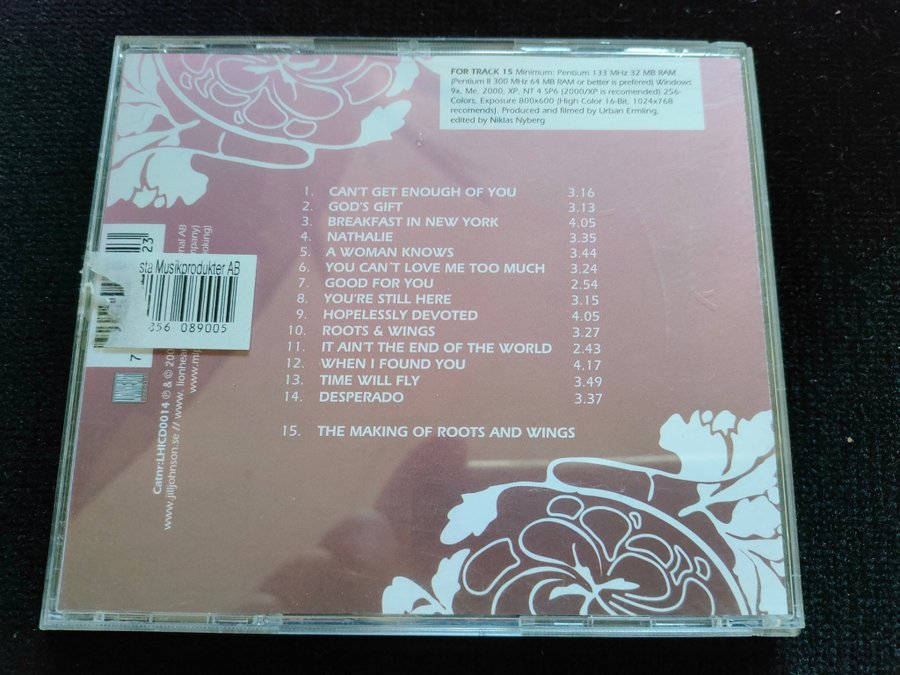 FOR TRACK 15 Minimum: Pentium 133 MHz 32 MB RAM
(Pentium II 300 MHz 64 MB RAM or better is prefered) Windows
9x, Me, 2000, XP, NT 4 SP6 (2000/XP is recomended) 256-
Colors, Exposure 800x600 (High Color 16-Bit, 1024x768
recomends). Produced and filmed by Urban Ermling,
edited by Niklas Nyberg
1. CAN'T GET ENOUGH OF YOU 3.16
2. GOD'S GIFT 3.13
3. BREAKFAST IN NEW YORK 4.05
4. NATHALIE 3.35
5. A WOMAN KNOWS 3.44
6. YOU CAN'T LOVE ME TOO MUCH 3.24
7. GOOD FOR YOU 2.54
8. YOU'RE STILL HERE 3.15
9. HOPELESSLY DEVOTED 4.05
10. ROOTS & WINGS 3.27
11. IT AIN'T THE END OF THE WORLD 2.43
12. WHEN I FOUND YOU 4.17
13. TIME WILL FLY 3.49
14. DESPERADO 3.37
15. THE MAKING OF ROOTS AND WINGS
Musikprodukter AB
089005
23
7
Catnr:LHICD0014 ℗ & ©
www.jilljohnson.se // www.